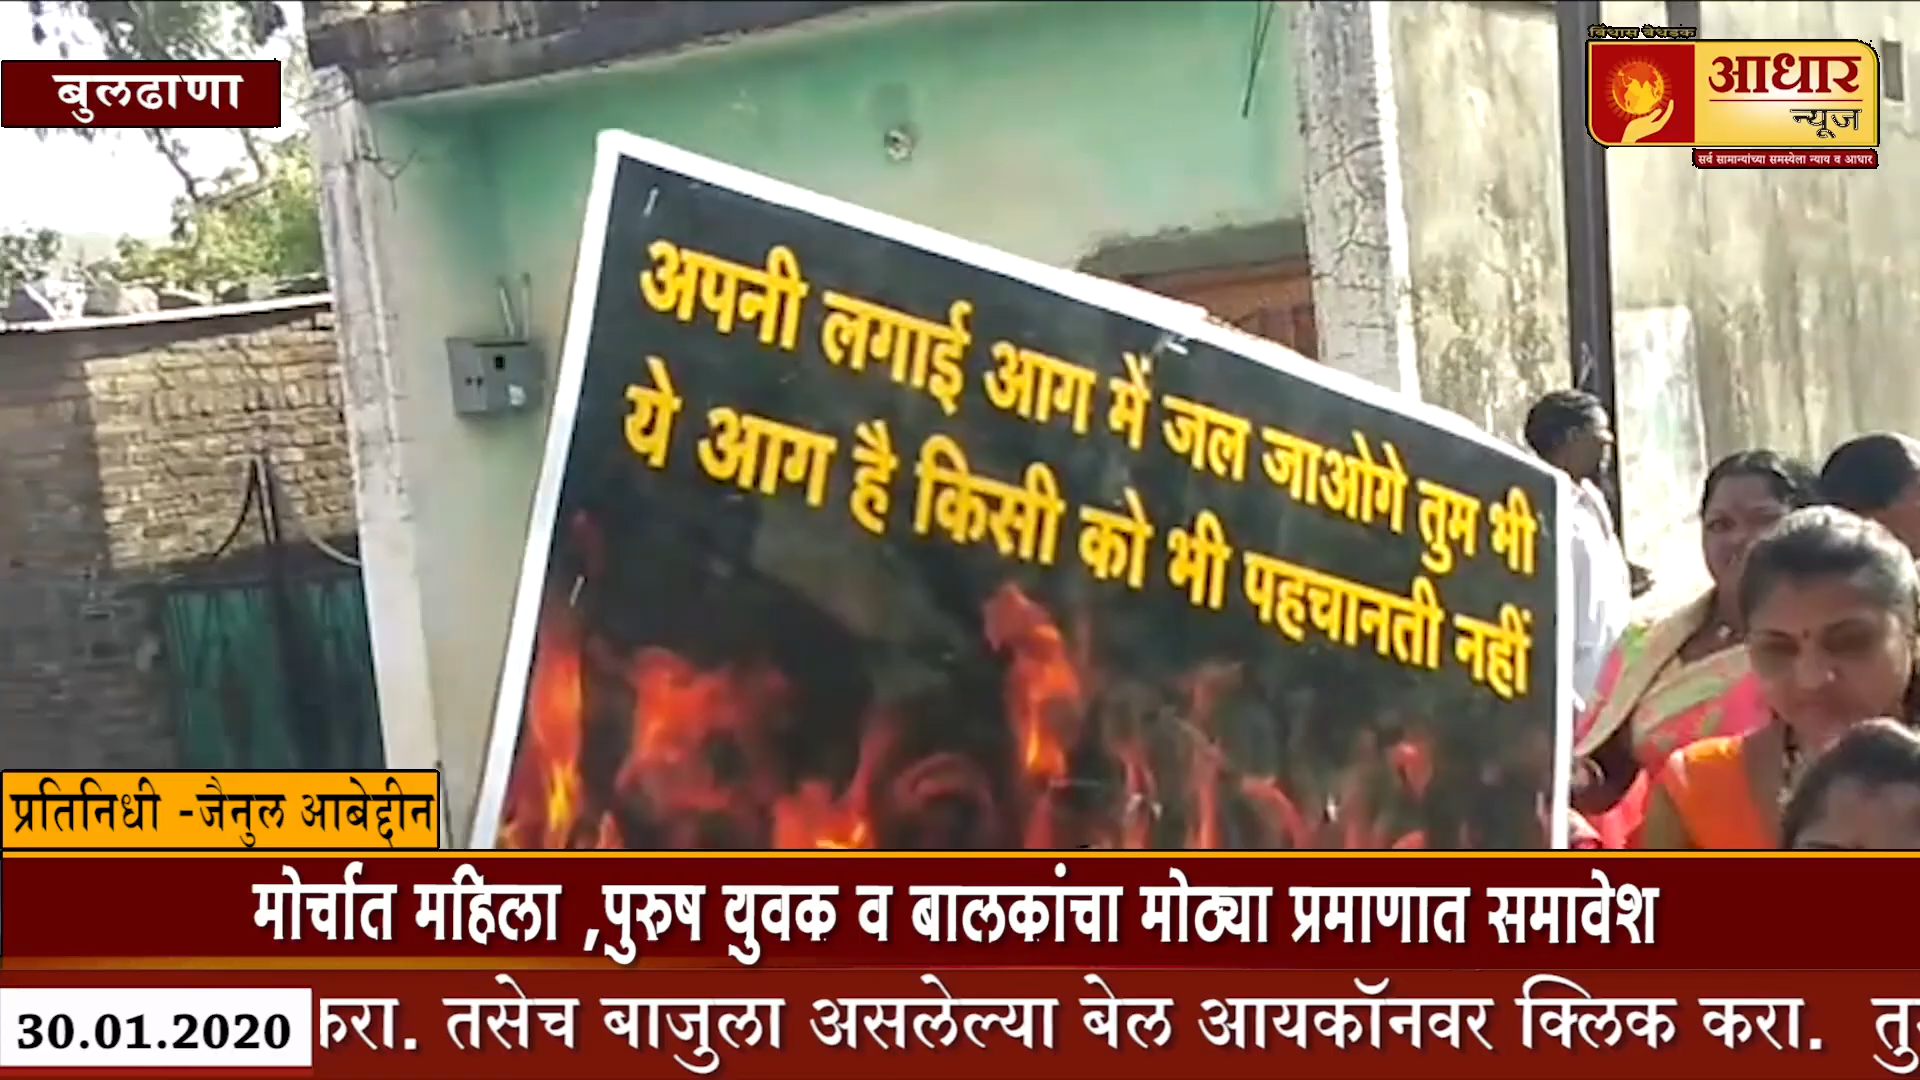 बिंधास बेधडक
आधार
न्यूज
सर्व सामान्यांच्या समस्येला न्याय व आधार
बुलढाणा
अपनी लगाई आग में जल जाओगे तुम भी
ये आग है किसी को भी पहचानती नहीं
प्रतिनिधी -जैनुल आबेद्दीन
मोर्चात महिला ,पुरुष युवक व बालकांचा मोठ्या प्रमाणात समावेश
30.01.2020
करा. तसेच बाजुला असलेल्या बेल आयकॉनवर क्लिक करा.